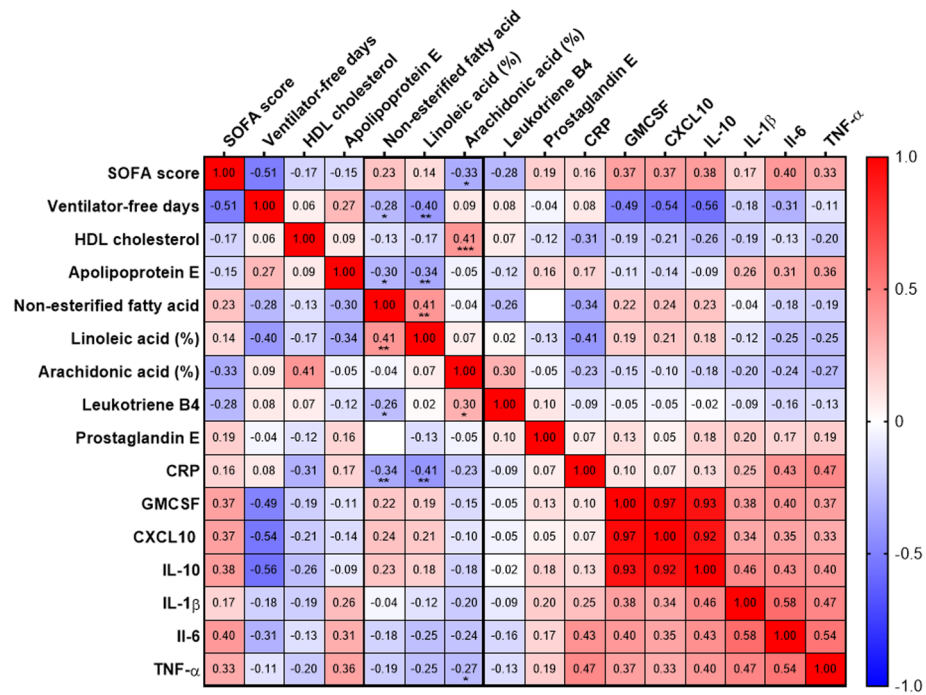 SOFA score
Ventilator-free days
HDL cholesterol
Apolipoprotein E
Non-esterified fatty acid
Linoleic acid (%)
Arachidonic acid (%)
Leukotriene B4
Prostaglandin E
CRP
GMCSF
CXCL10
IL-10
IL-1β
Il-6
TNF-α
SOFA score 1.00 -0.51 -0.17 -0.15 0.23 0.14 -0.33 -0.28 0.19 0.16 0.37 0.37 0.38 0.17 0.40 0.33
*
Ventilator-free days -0.51 1.00 0.06 0.27 -0.28 -0.40 0.09 0.08 -0.04 0.08 -0.49 -0.54 -0.56 -0.18 -0.31 -0.11
* **
HDL cholesterol -0.17 0.06 1.00 0.09 -0.13 -0.17 0.41 0.07 -0.12 -0.31 -0.19 -0.21 -0.26 -0.19 -0.13 -0.20
***
Apolipoprotein E -0.15 0.27 0.09 1.00 -0.30 -0.34 -0.05 -0.12 0.16 0.17 -0.11 -0.14 -0.09 0.26 0.31 0.36
* **
Non-esterified fatty acid 0.23 -0.28 -0.13 -0.30 1.00 0.41 -0.04 -0.26 -0.34 0.22 0.24 0.23 -0.04 -0.18 -0.19
**
Linoleic acid (%) 0.14 -0.40 -0.17 -0.34 0.41 1.00 0.07 0.02 -0.13 -0.41 0.19 0.21 0.18 -0.12 -0.25 -0.25
**
Arachidonic acid (%) -0.33 0.09 0.41 -0.05 -0.04 0.07 1.00 0.30 -0.05 -0.23 -0.15 -0.10 -0.18 -0.20 -0.24 -0.27
Leukotriene B4 -0.28 0.08 0.07 -0.12 -0.26 0.02 0.30 1.00 0.10 -0.09 -0.05 -0.05 -0.02 -0.09 -0.16 -0.13
* *
Prostaglandin E 0.19 -0.04 -0.12 0.16 -0.13 -0.05 0.10 1.00 0.07 0.13 0.05 0.18 0.20 0.17 0.19
CRP 0.16 0.08 -0.31 0.17 -0.34 -0.41 -0.23 -0.09 0.07 1.00 0.10 0.07 0.13 0.25 0.43 0.47
** **
GMCSF 0.37 -0.49 -0.19 -0.11 0.22 0.19 -0.15 -0.05 0.13 0.10 1.00 0.97 0.93 0.38 0.40 0.37
CXCL10 0.37 -0.54 -0.21 -0.14 0.24 0.21 -0.10 -0.05 0.05 0.07 0.97 1.00 0.92 0.34 0.35 0.33
IL-10 0.38 -0.56 -0.26 -0.09 0.23 0.18 -0.18 -0.02 0.18 0.13 0.93 0.92 1.00 0.46 0.43 0.40
IL-1β 0.17 -0.18 -0.19 0.26 -0.04 -0.12 -0.20 -0.09 0.20 0.25 0.38 0.34 0.46 1.00 0.58 0.47
Il-6 0.40 -0.31 -0.13 0.31 -0.18 -0.25 -0.24 -0.16 0.17 0.43 0.40 0.35 0.43 0.58 1.00 0.54
TNF-α 0.33 -0.11 -0.20 0.36 -0.19 -0.25 -0.27 -0.13 0.19 0.47 0.37 0.33 0.40 0.47 0.54 1.00
*
1.0
0.5
0
-0.5
-1.0